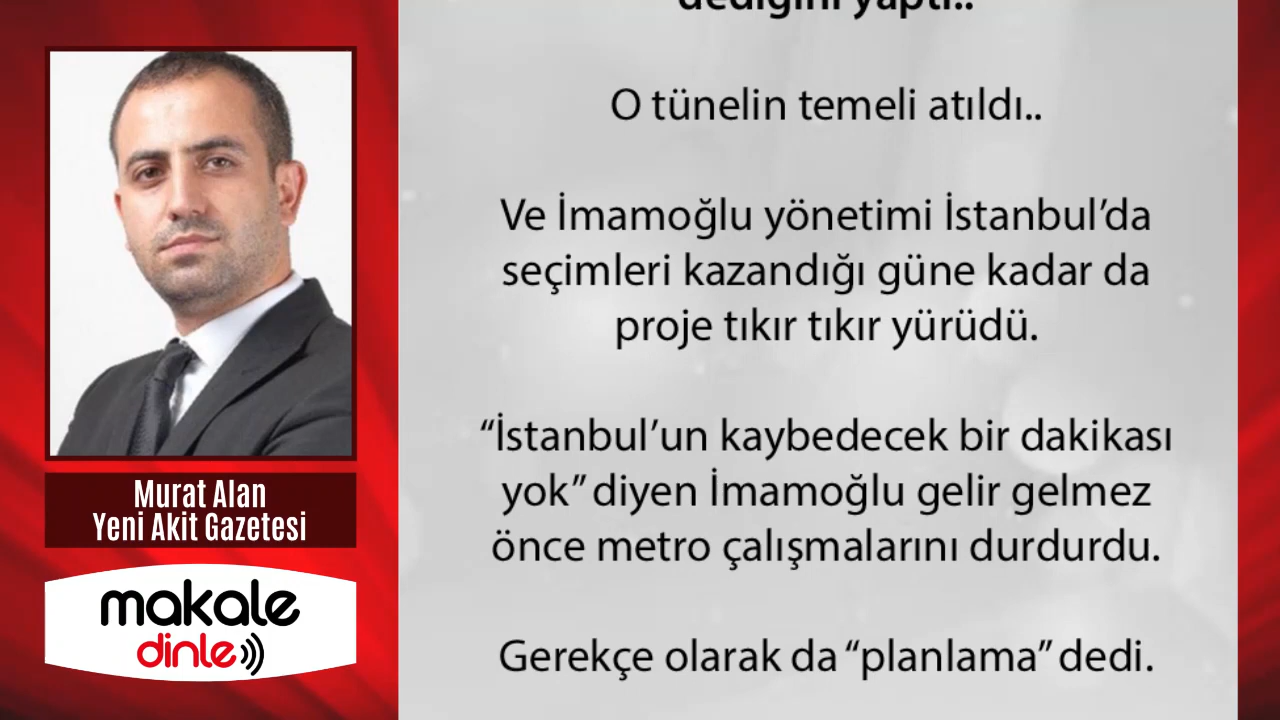 Murat Alan
Yeni Akit Gazetesi
makale
dinle
dediğini yaptı..
O tünelin temeli atıldı..
Ve İmamoğlu yönetimi İstanbul’da
seçimleri kazandığı güne kadar da
proje tıkır tıkır yürüdü.
“İstanbul’un kaybedecek bir dakikası
yok” diyen İmamoğlu gelir gelmez
önce metro çalışmalarını durdurdu.
Gerekçe olarak da “planlama” dedi.